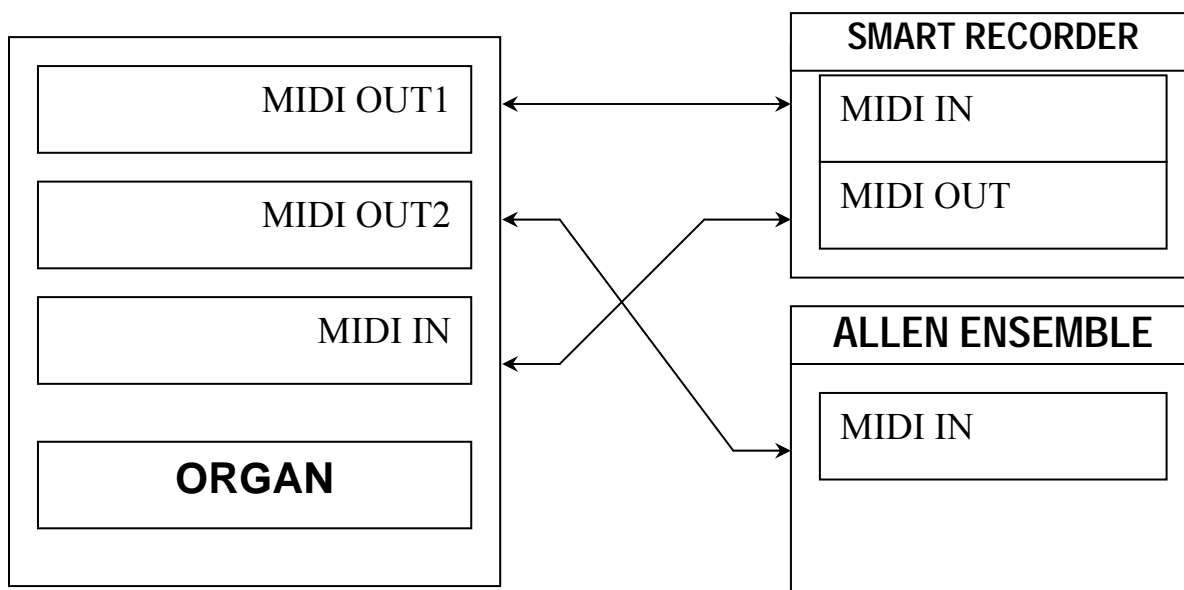 MIDI OUT1
MIDI OUT2
MIDI IN
ORGAN
SMART RECORDER
MIDI IN
MIDI OUT
ALLEN ENSEMBLE
MIDI IN